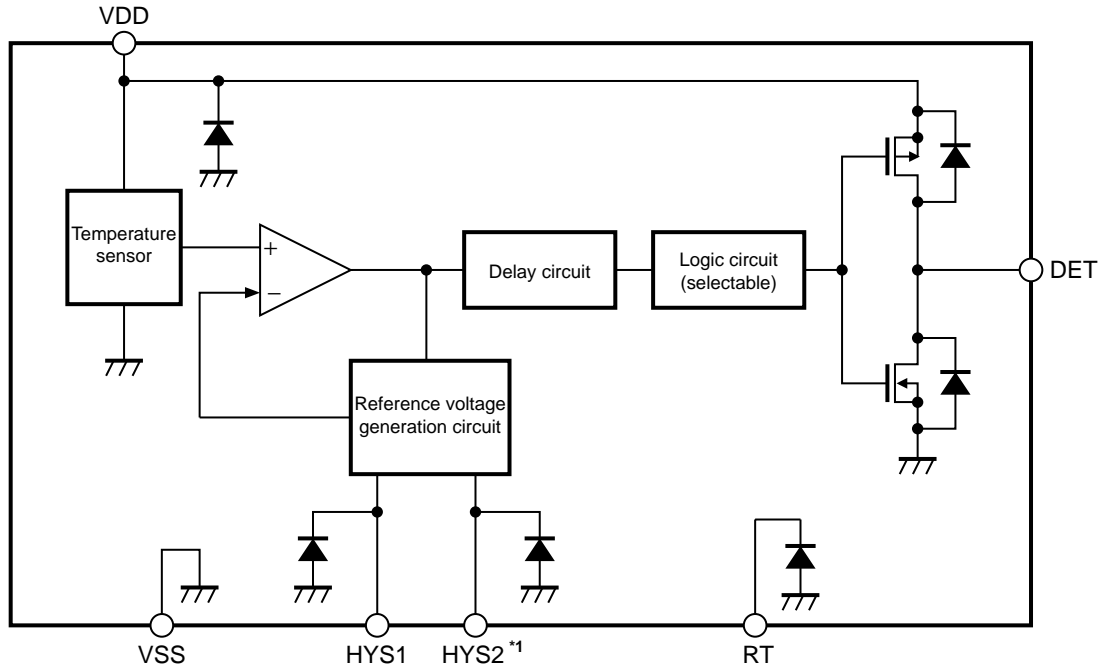 VDD
Temperature
sensor
+
−
Delay circuit
Logic circuit
(selectable)
DET
Reference voltage
generation circuit
VSS
HYS1
HYS2 *1
RT